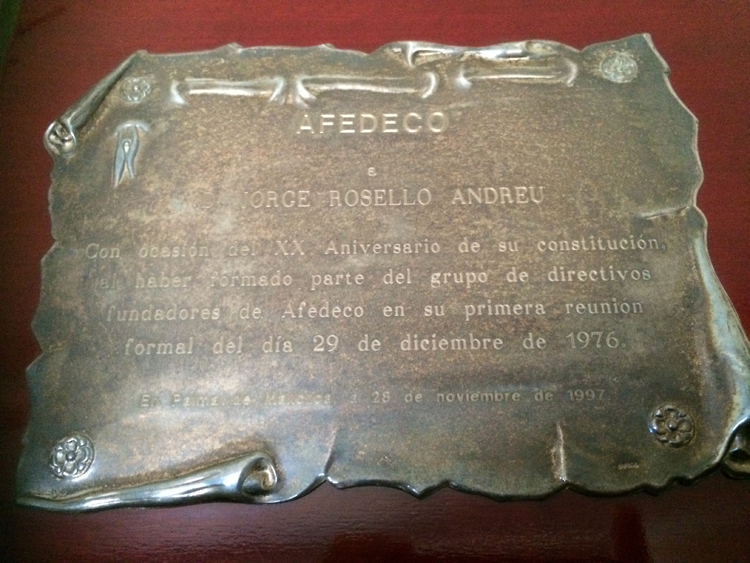 AFEDECO
a
D. JORGE ROSELLO ANDREU
Con ocasión del XX Aniversario de su constitución,
al haber formado parte del grupo de directivos
fundadores de Afedeco en su primera reunion
formal del día 29 de diciembre de 1976.
En Palma de Mallorca a 28 de noviembre de 1997